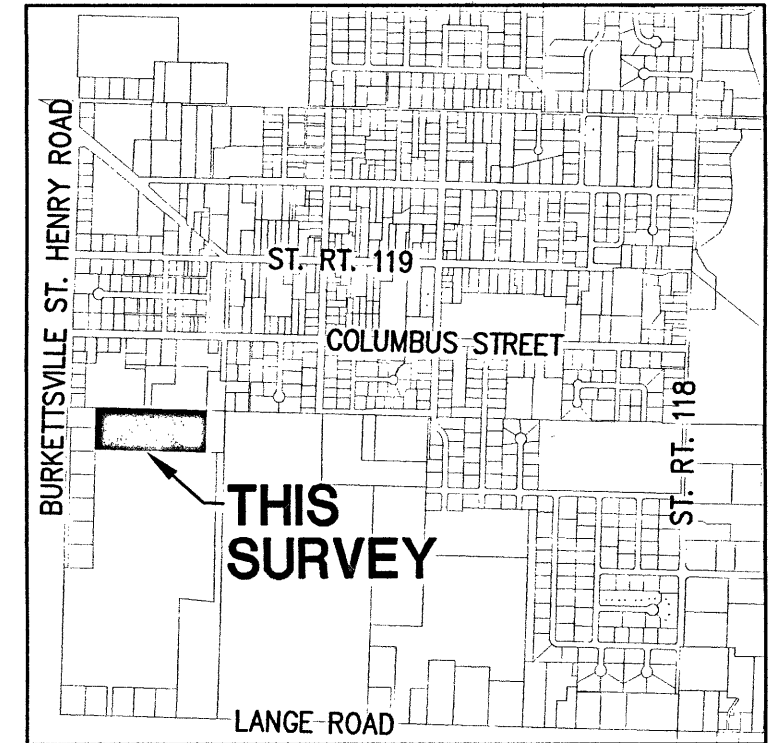 BURKETTSVILLE ST. HENRY ROAD
ST. RT. 119
COLUMBUS STREET
ST. RT. 118
THIS
SURVEY
LANGE ROAD